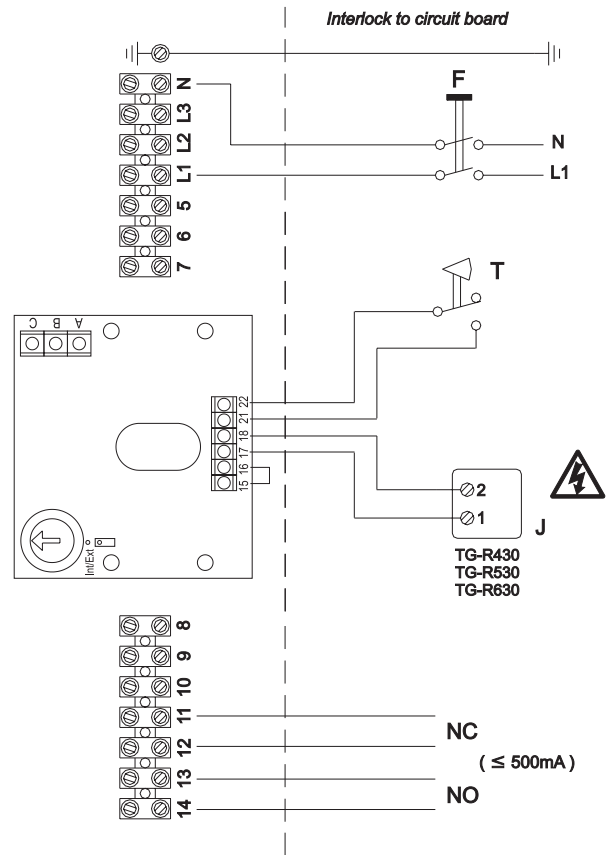 Interlock to circuit board
F
N
L3
L2
L1
5
6
7
N
L1
T
C B A
22
21
18
17
16
15
Int/Ext
2
1
J
TG-R430
TG-R530
TG-R630
8
9
10
11
12
13
14
NC
( ≤ 500mA )
NO